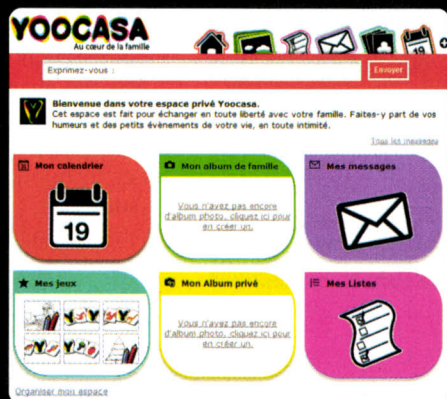 YOOCASA
Au cœur de la famille
Exprimez-vous :
Envoyer
Bienvenue dans votre espace privé Yoocasa.
Cet espace est fait pour échanger en toute liberté avec votre famille. Faites-y part de vos
humeurs et des petits évènements de votre vie, en toute intimité.
Tous les messages
Mon calendrier
19
Mon album de famille
Vous n'avez pas encore
d'album photo, cliquez ici pour
en créer un.
Mes messages
Mes jeux
Mon Album privé
Vous n'avez pas encore
d'album photo, cliquez ici pour
en créer un.
Mes Listes
Organiser mon espace